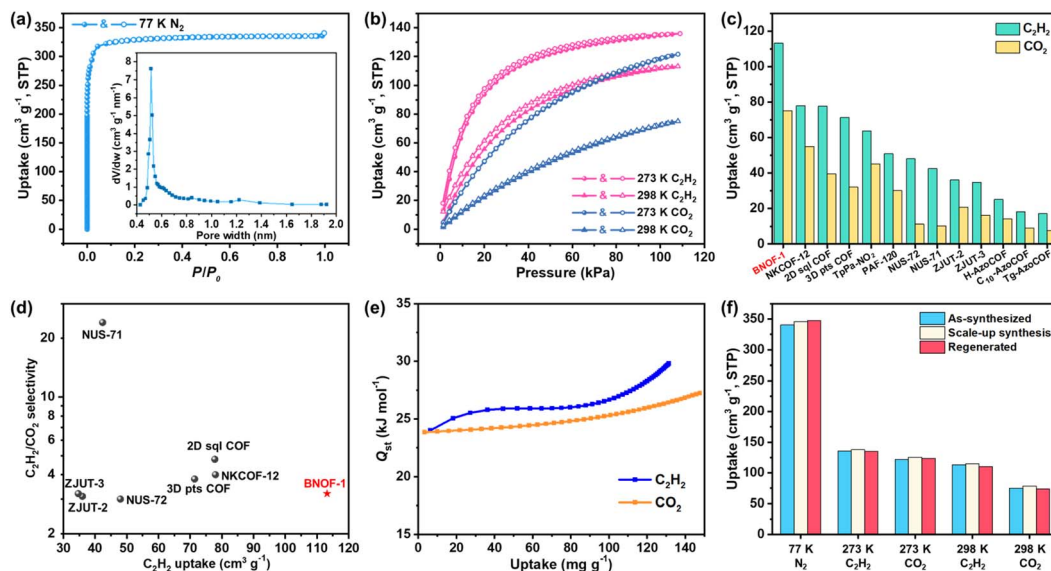 (a)
77 K N2
Uptake (cm3 g-1, STP)
350
300
250
200
150
100
50
0
dV/dw (cm3 g-1 nm-1)
8
7
6
5
4
3
2
1
0
0.4 0.6 0.8 1.0 1.2 1.4 1.6 1.8 2.0
Pore width (nm)
0.0 0.2 0.4 0.6 0.8 1.0
P/P0
(b)
Uptake (cm3 g-1, STP)
140
120
100
80
60
40
20
0
& 273 K C2H2
& 298 K C2H2
& 273 K CO2
& 298 K CO2
0 20 40 60 80 100 120
Pressure (kPa)
(c)
C2H2
CO2
Uptake (cm3 g-1, STP)
120
100
80
60
40
20
0
BNOF-1
NKCOF-12
2D sql COF
3D pts COF
TpPa-NO2
PAF-120
NUS-72
NUS-71
ZJUT-2
ZJUT-3
H-AzoCOF
C10-AzoCOF
Tg-AzoCOF
(d)
C2H2/CO2 selectivity
20
10
8
6
4
2
NUS-71
2D sql COF
NKCOF-12
3D pts COF
ZJUT-3
ZJUT-2
NUS-72
BNOF-1
30 40 50 60 70 80 90 100 110 120
C2H2 uptake (cm3 g-1)
(e)
Qst (kJ mol-1)
40
35
30
25
20
15
C2H2
CO2
0 20 40 60 80 100 120 140
Uptake (mg g-1)
(f)
As-synthesized
Scale-up synthesis
Regenerated
Uptake (cm3 g-1, STP)
350
300
250
200
150
100
50
0
77 K 273 K 273 K 298 K 298 K
N2 C2H2 CO2 C2H2 CO2